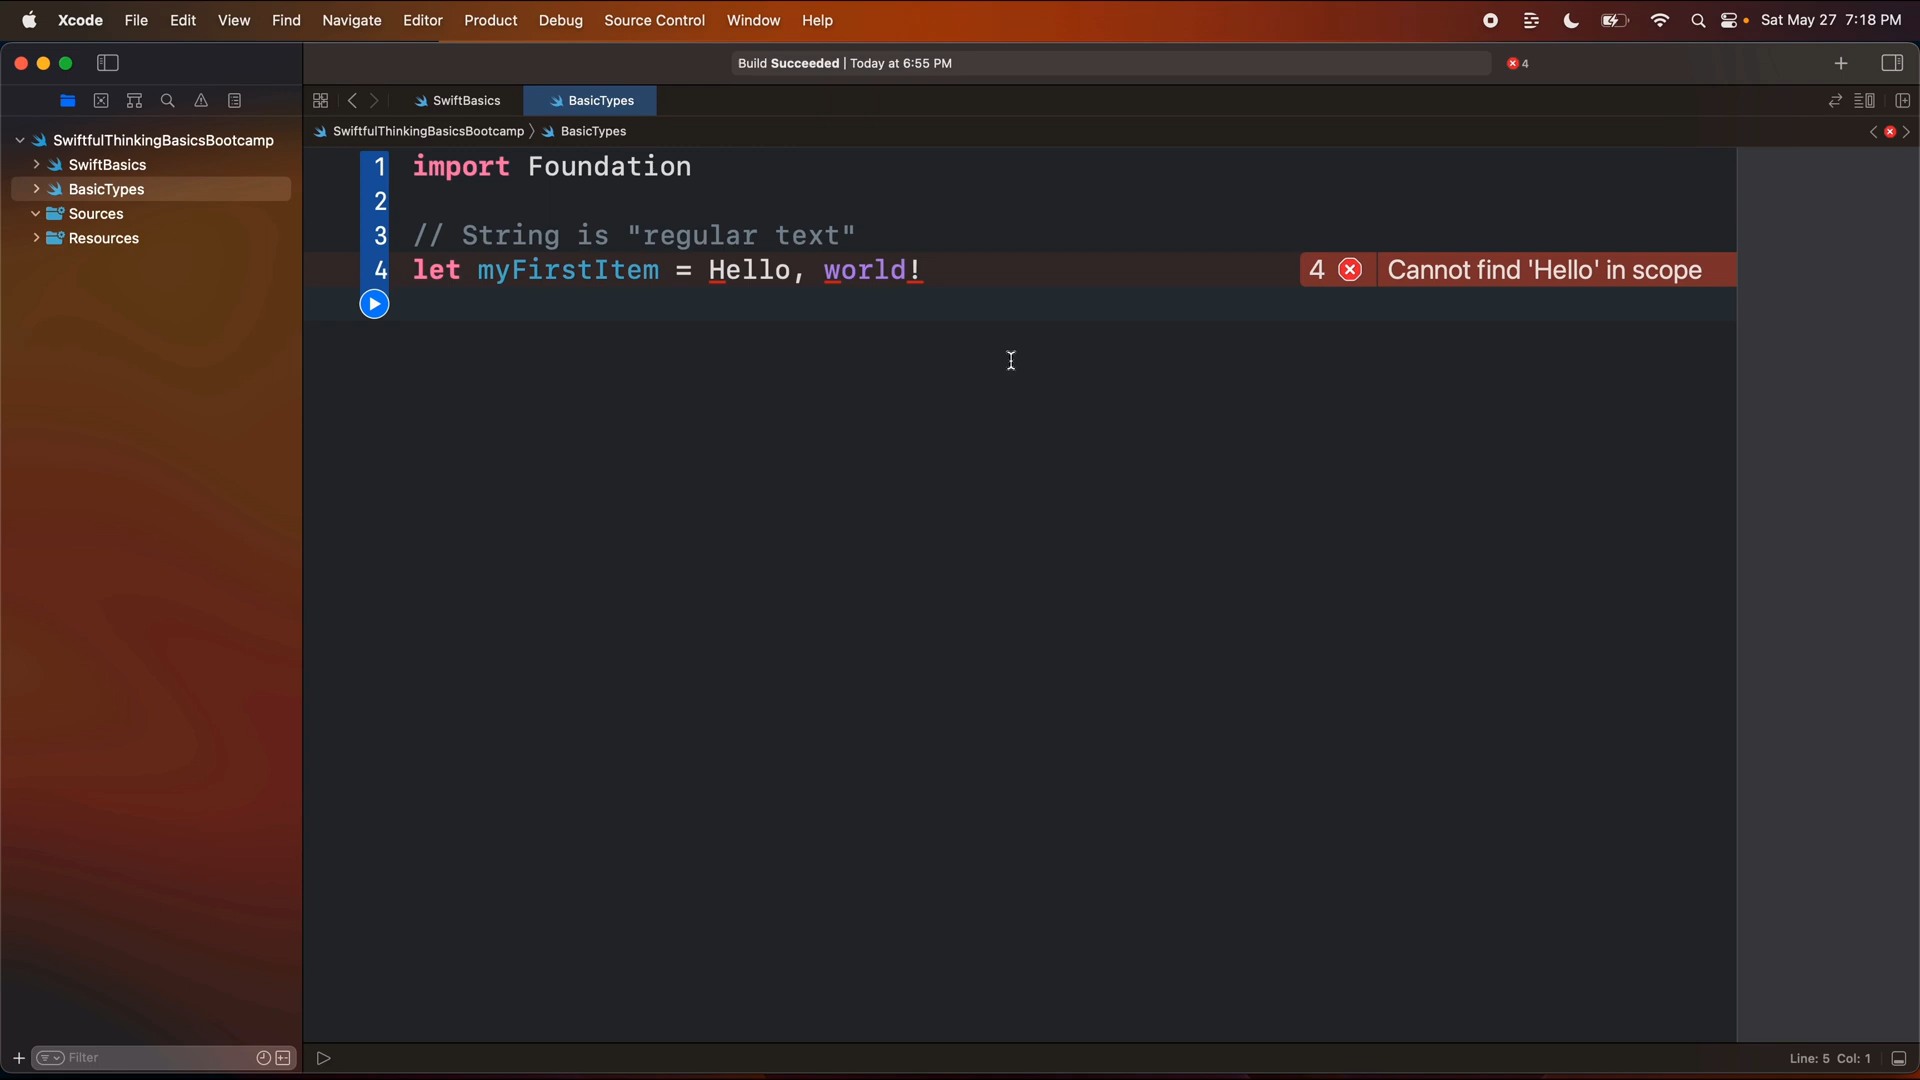 Xcode File Edit View Find Navigate Editor Product Debug Source Control Window Help Sat May 27 7:18 PM
Build Succeeded | Today at 6:55 PM 4
SwiftBasics BasicTypes
SwiftfulThinkingBasicsBootcamp BasicTypes
SwiftfulThinkingBasicsBootcamp
SwiftBasics
BasicTypes
Sources
Resources
1 import Foundation
2
3 // String is "regular text"
4 let myFirstItem = Hello, world! 4 Cannot find 'Hello' in scope
Filter
Line: 5 Col: 1